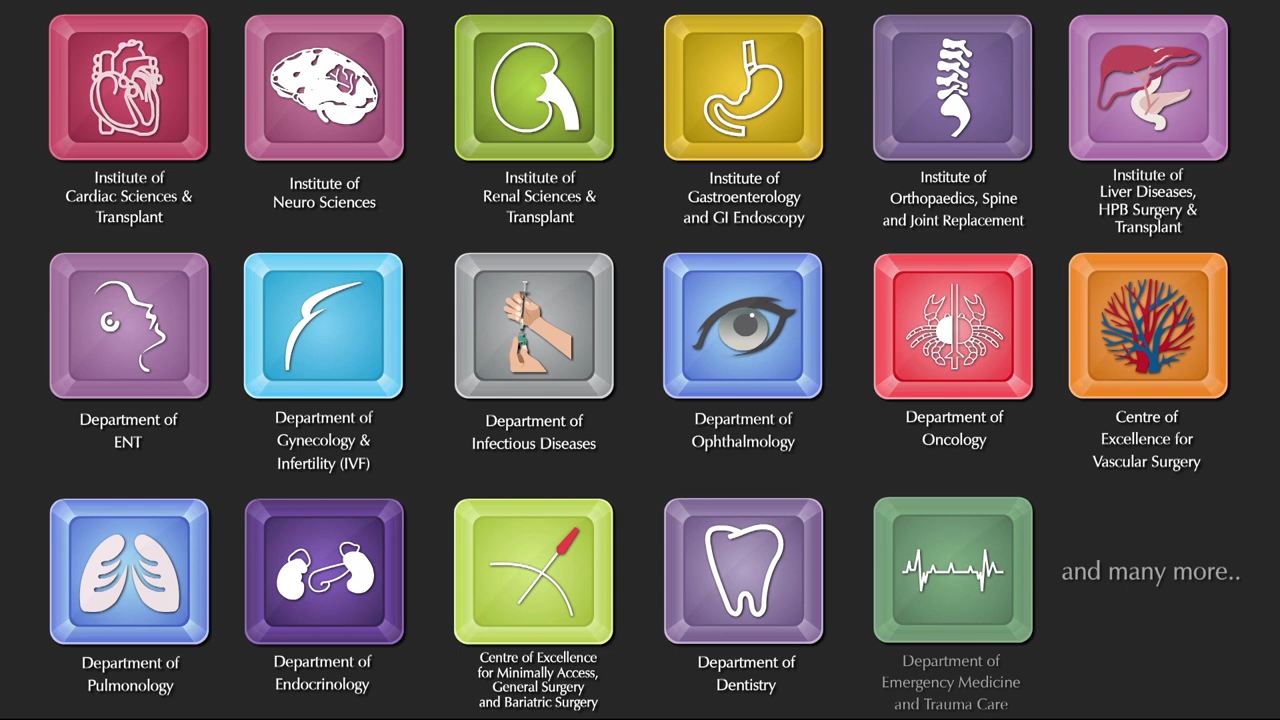 Institute of
Cardiac Sciences &
Transplant
Institute of
Neuro Sciences
Institute of
Renal Sciences &
Transplant
Institute of
Gastroenterology
and GI Endoscopy
Institute of
Orthopaedics, Spine
and Joint Replacement
Institute of
Liver Diseases,
HPB Surgery &
Transplant
Department of
ENT
Department of
Gynecology &
Infertility (IVF)
Department of
Infectious Diseases
Department of
Ophthalmology
Department of
Oncology
Centre of
Excellence for
Vascular Surgery
Department of
Pulmonology
Department of
Endocrinology
Centre of Excellence
for Minimally Access,
General Surgery
and Bariatric Surgery
Department of
Dentistry
Department of
Emergency Medicine
and Trauma Care
and many more..